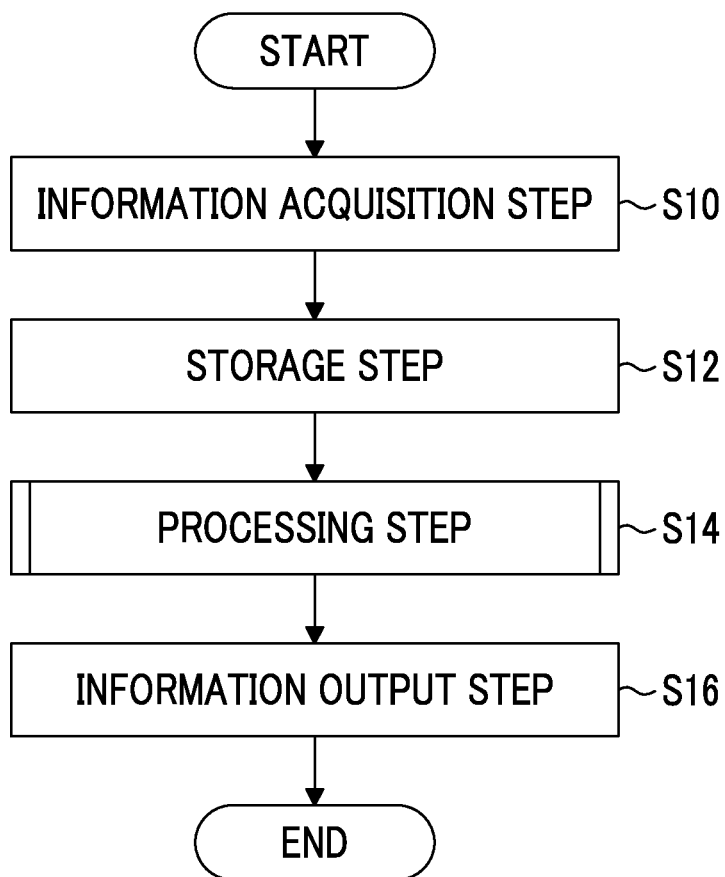 START
INFORMATION ACQUISITION STEP S10
STORAGE STEP S12
PROCESSING STEP S14
INFORMATION OUTPUT STEP S16
END